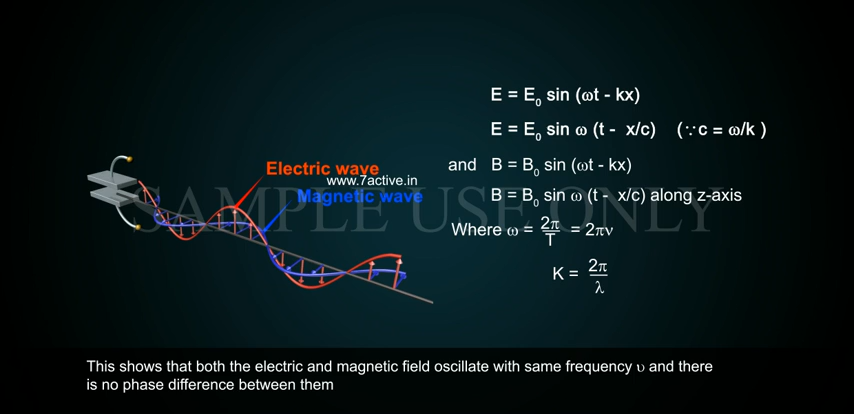 E = E₀ sin (ωt - kx)
E = E₀ sin ω (t - x/c) (∵c = ω/k )
Electric wave
www.7active.in
Magnetic wave
SAMPLE USE ONLY
and B = B₀ sin (ωt - kx)
B = B₀ sin ω (t - x/c) along z-axis
Where ω = 2π/T = 2πν
K = 2π/λ
This shows that both the electric and magnetic field oscillate with same frequency υ and there
is no phase difference between them